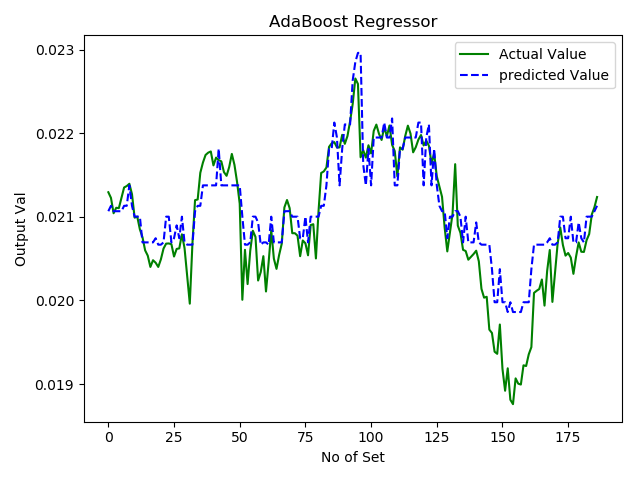 AdaBoost Regressor
Actual Value
predicted Value
Output Val
0.023
0.022
0.021
0.020
0.019
0 25 50 75 100 125 150 175
No of Set